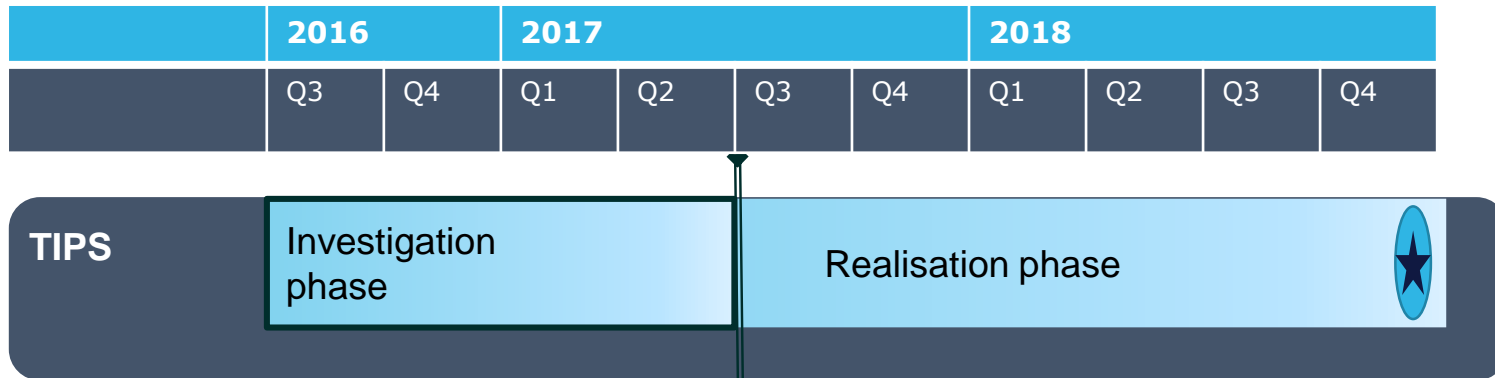 2016 2017 2018
Q3 Q4 Q1 Q2 Q3 Q4 Q1 Q2 Q3 Q4
TIPS
Investigation
phase
Realisation phase